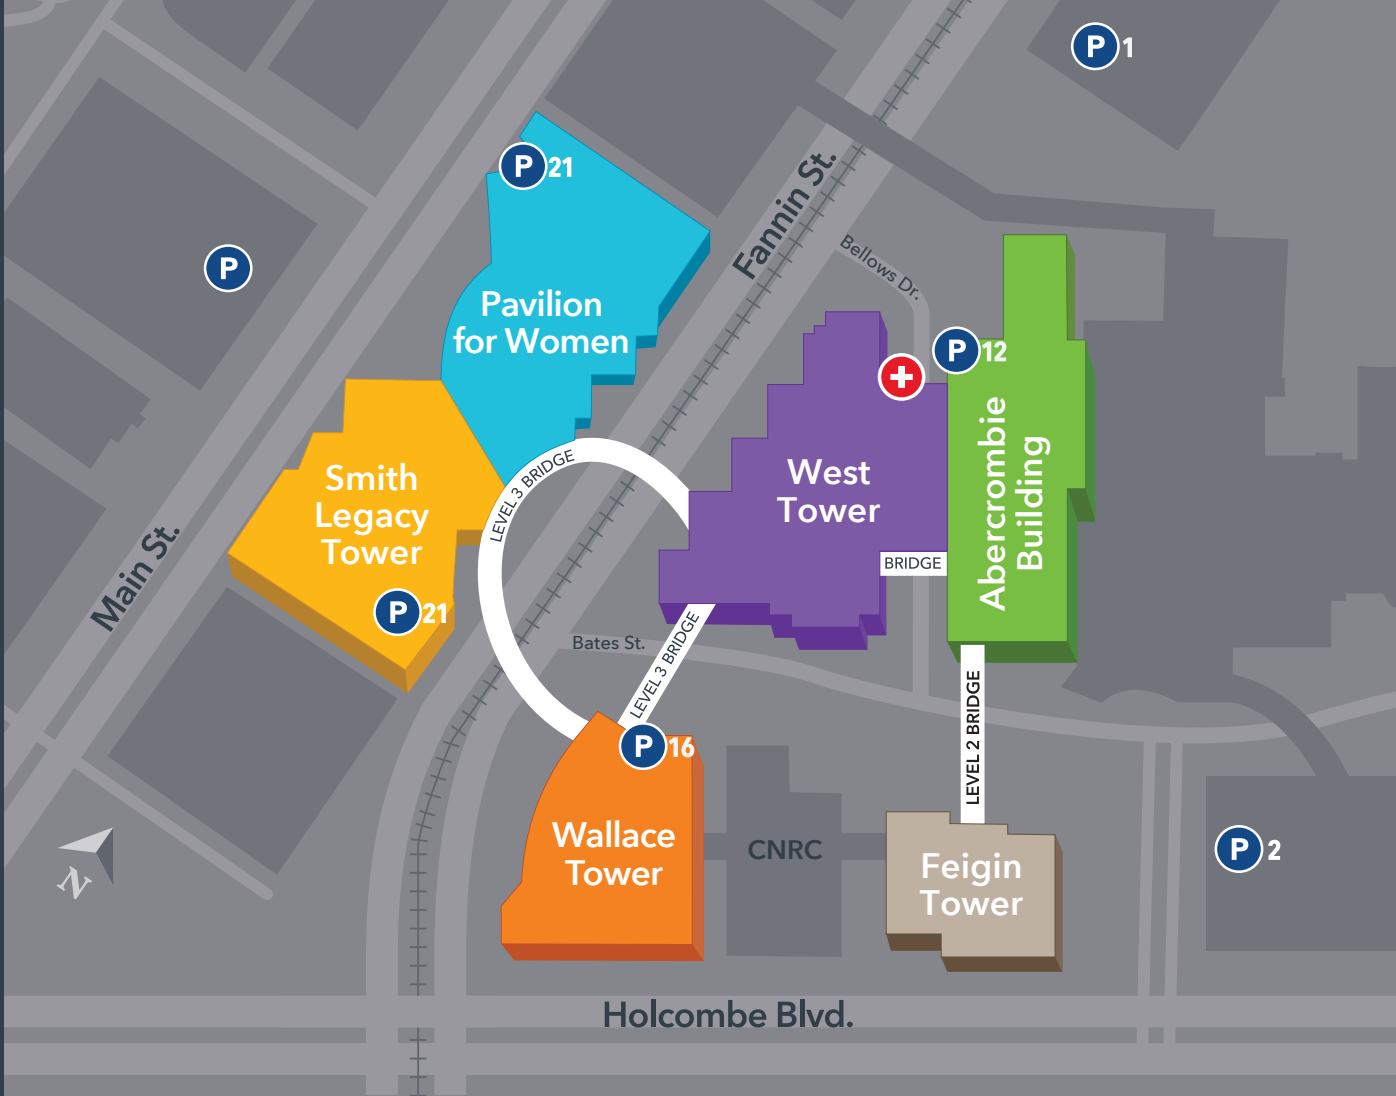 P 1
P 21
Fannin St.
P
Bellows Dr.
Pavilion
for Women
P 12
Abercrombie
Building
West
Tower
LEVEL 3 BRIDGE
Smith
Legacy
Tower
P 21
Main St.
BRIDGE
Bates St.
LEVEL 3 BRIDGE
LEVEL 2 BRIDGE
P 16
Wallace
Tower
CNRC
Feigin
Tower
P 2
N
Holcombe Blvd.